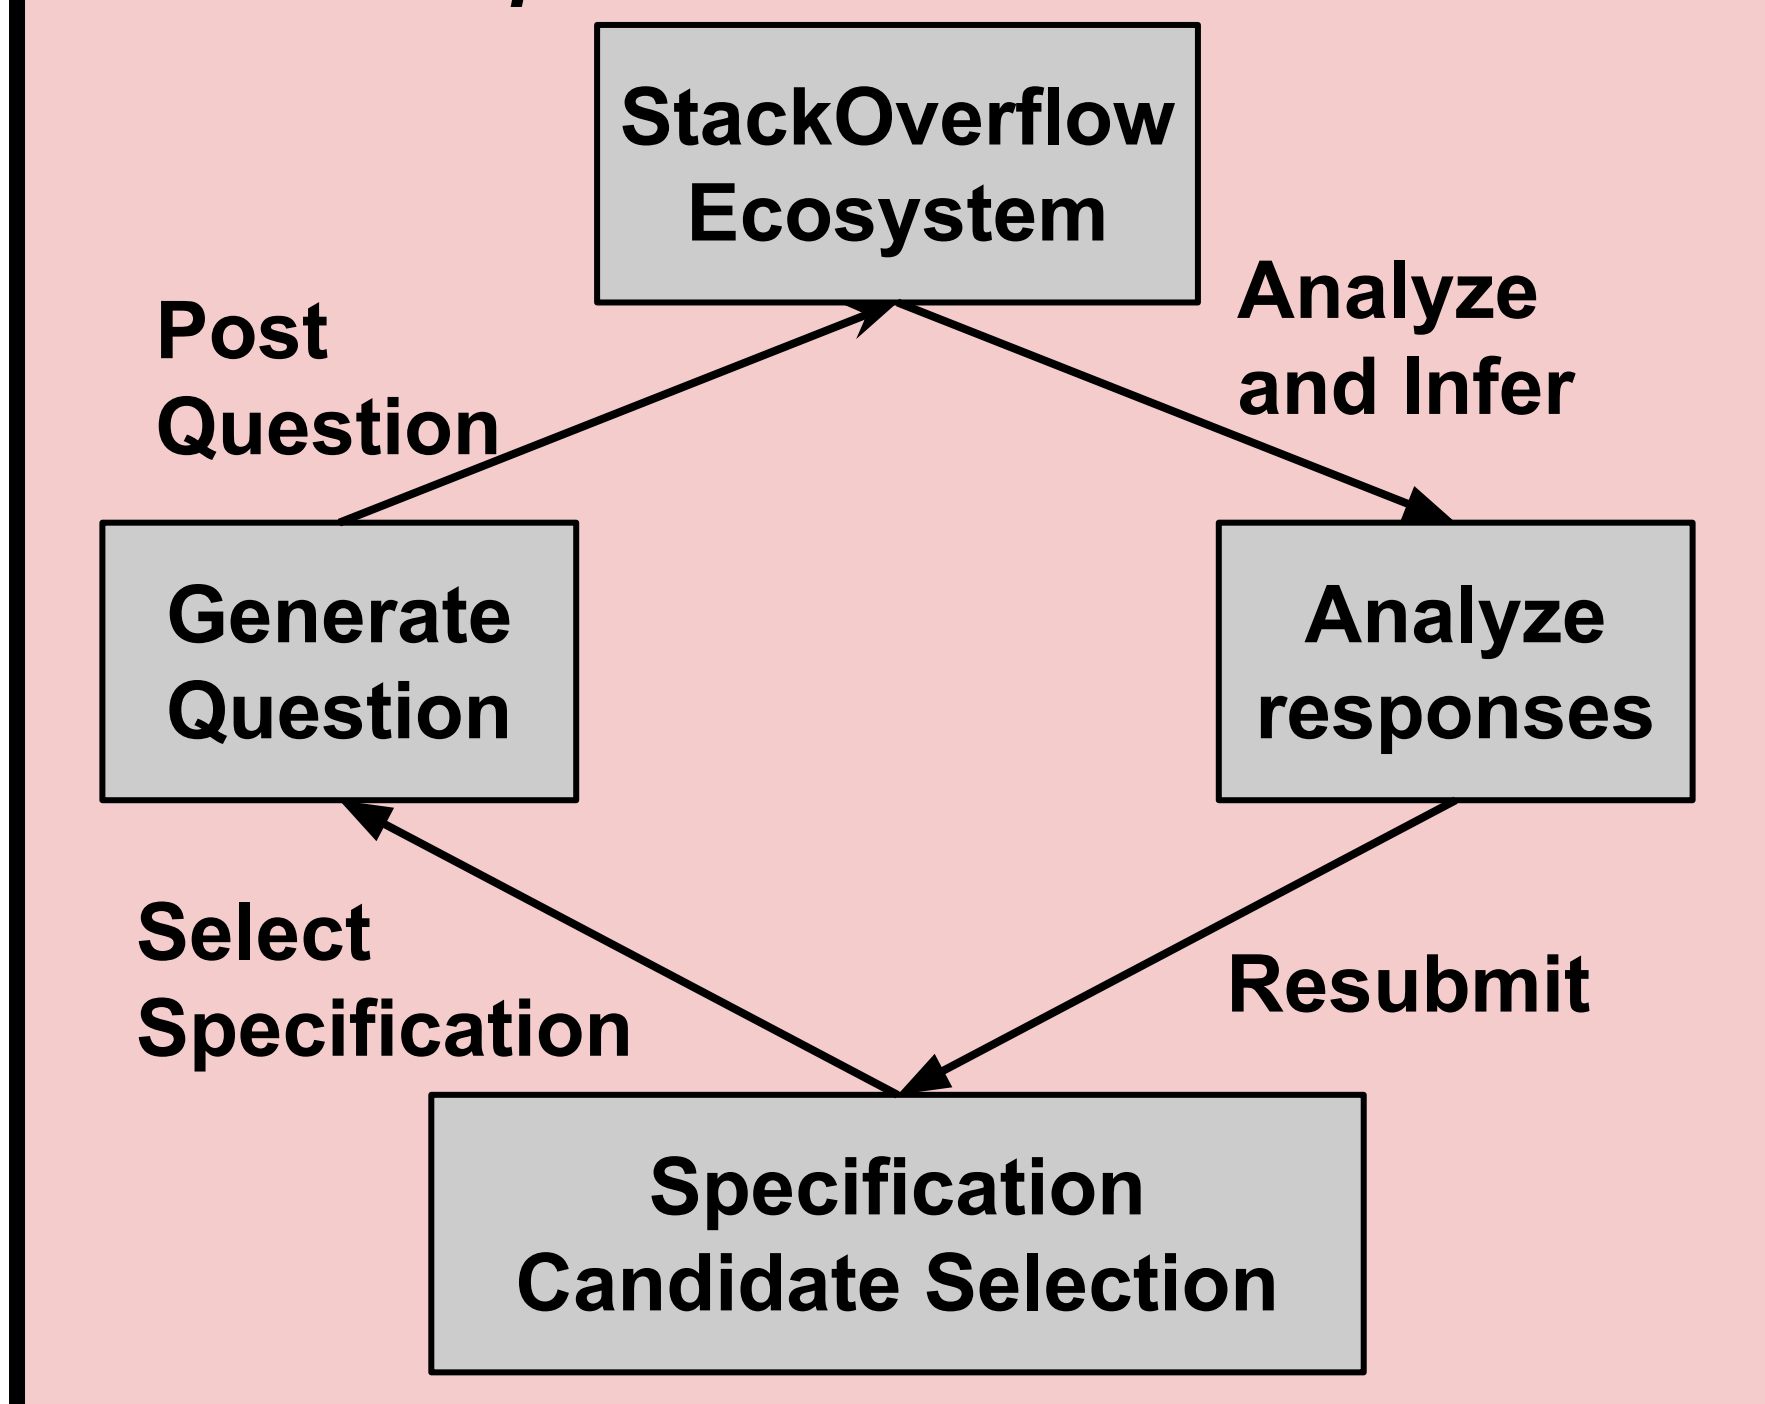 StackOverflow
Ecosystem
Analyze
and Infer
Post
Question
Generate
Question
Analyze
responses
Select
Specification
Resubmit
Specification
Candidate Selection